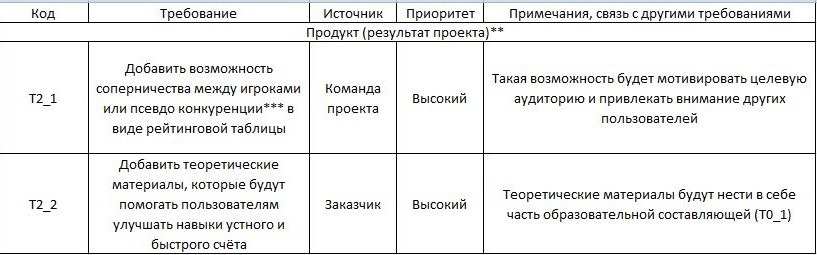 Код Требование Источник Приоритет Примечания, связь с другими требованиями
Продукт (результат проекта)**
Т2_1
Добавить возможность
соперничества между игроками
или псевдо конкуренции*** в
виде рейтинговой таблицы
Команда
проекта
Высокий
Такая возможность будет мотивировать целевую
аудиторию и привлекать внимание других
пользователей
Т2_2
Добавить теоретические
материалы, которые будут
помогать пользователям
улучшать навыки устного и
быстрого счёта
Заказчик
Высокий
Теоретические материалы будут нести в себе
часть образовательной составляющей (Т0_1)